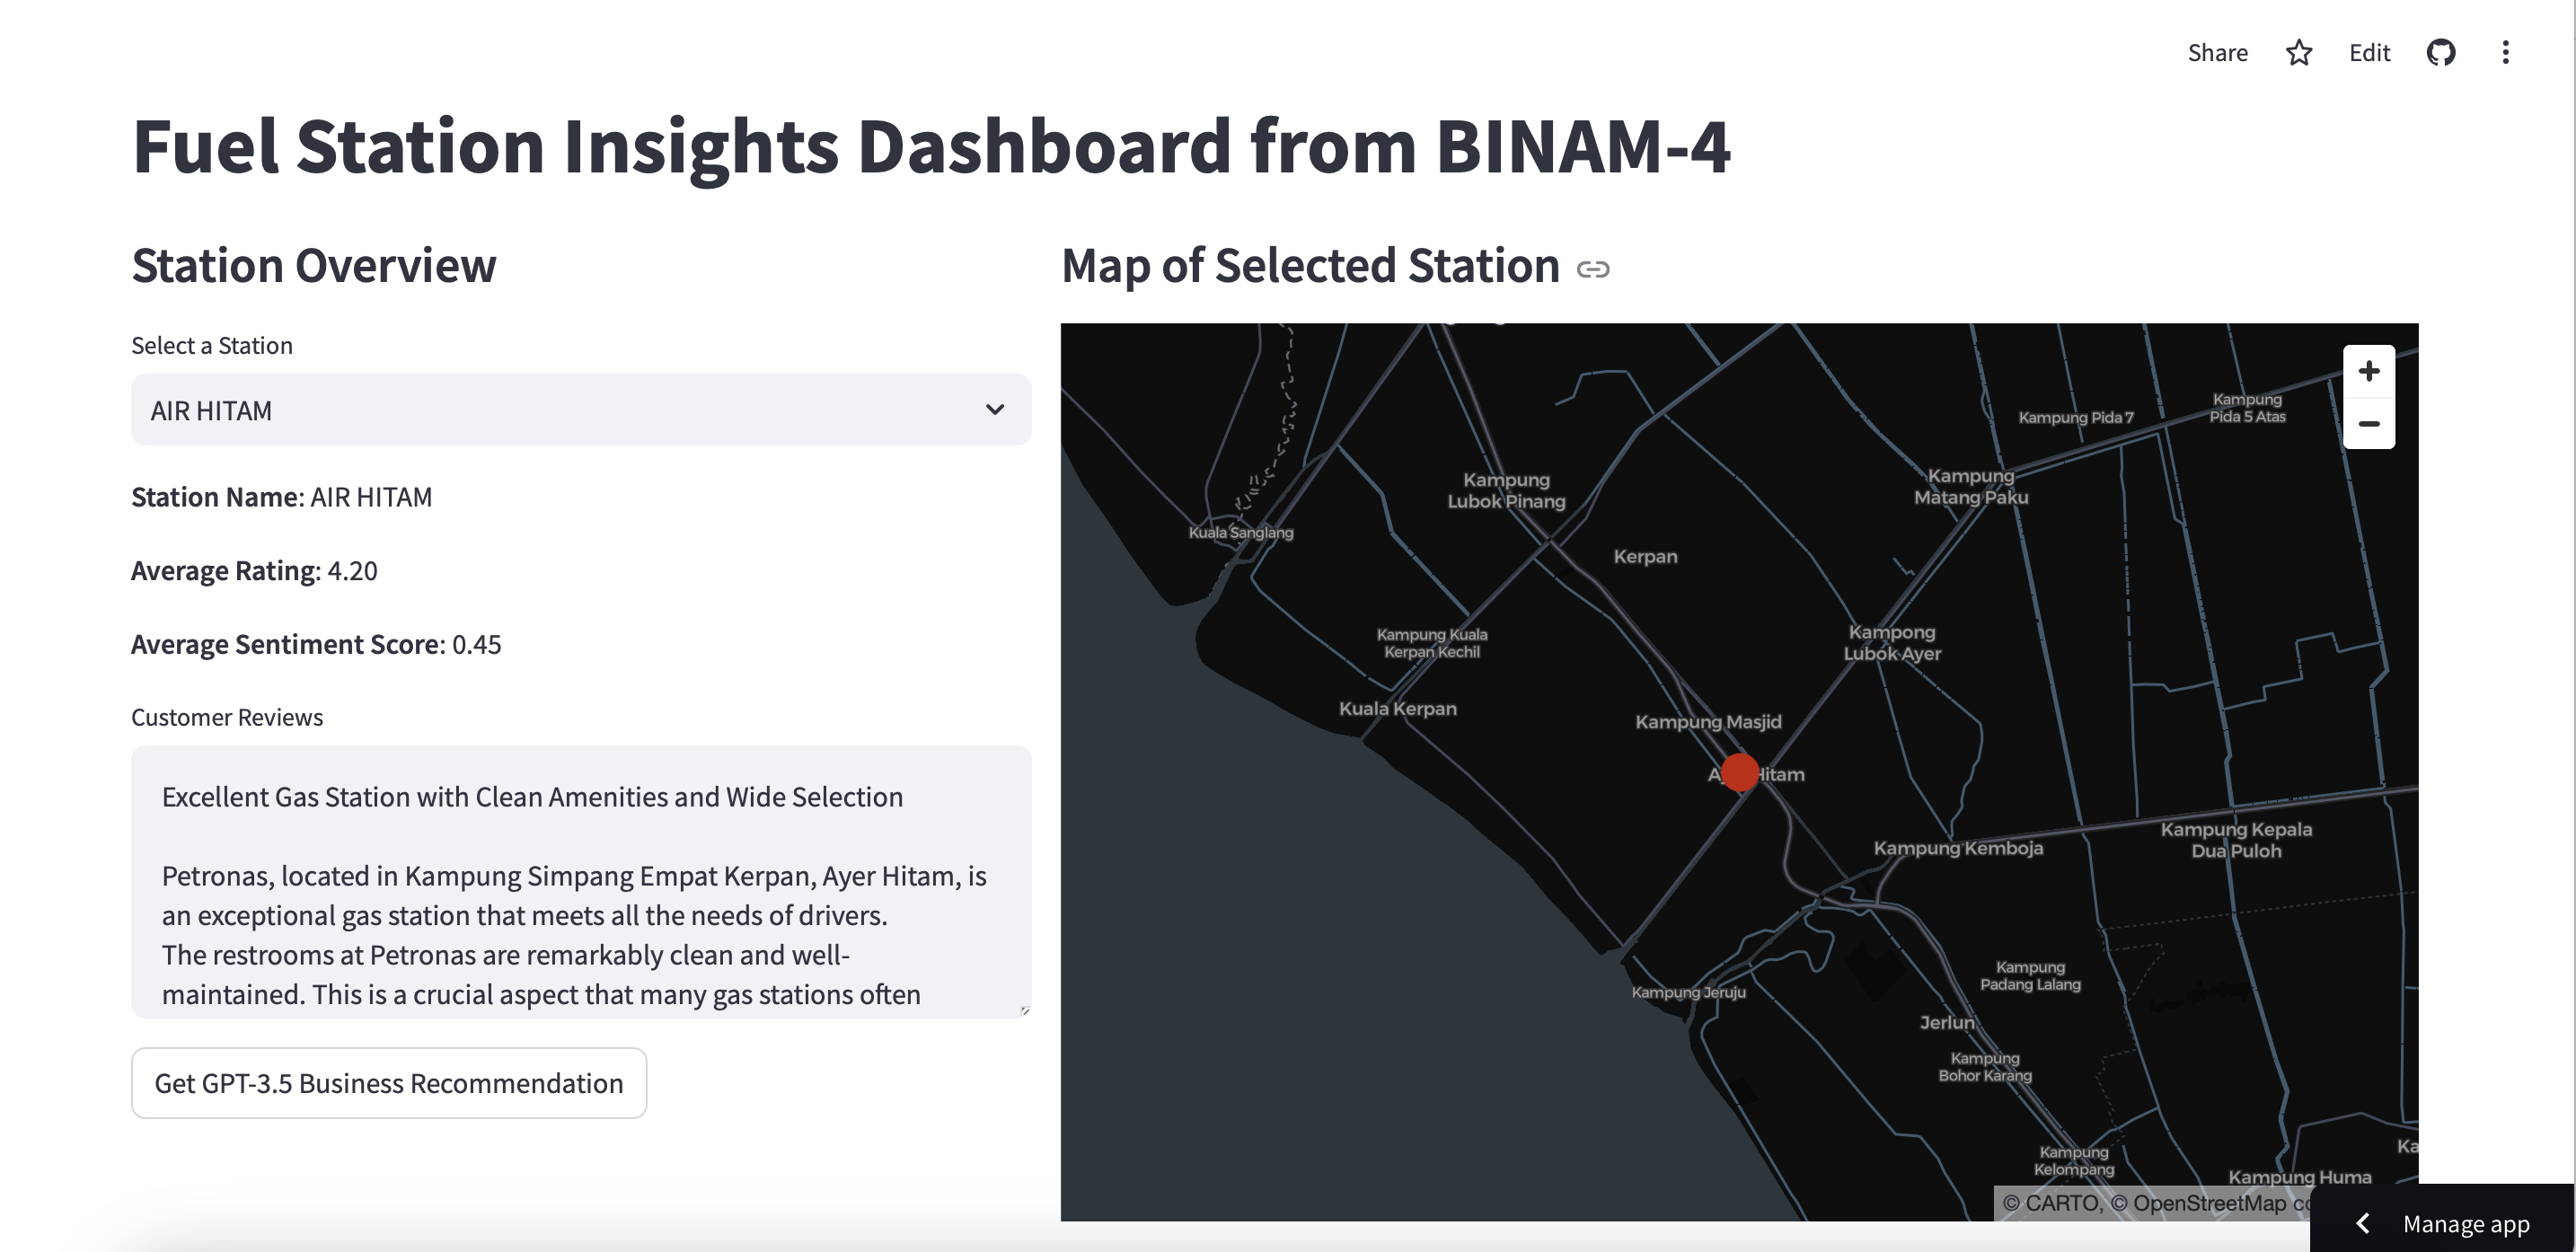 Share
Edit
Fuel Station Insights Dashboard from BINAM-4
Station Overview
Select a Station
AIR HITAM
Station Name: AIR HITAM
Average Rating: 4.20
Average Sentiment Score: 0.45
Customer Reviews
Excellent Gas Station with Clean Amenities and Wide Selection
Petronas, located in Kampung Simpang Empat Kerpan, Ayer Hitam, is
an exceptional gas station that meets all the needs of drivers.
The restrooms at Petronas are remarkably clean and well-
maintained. This is a crucial aspect that many gas stations often
Get GPT-3.5 Business Recommendation
Map of Selected Station
+
−
Kampung
Pida 5 Atas
Kampung Pida 7
Kampung
Lubok Pinang
Kampung
Matang Paku
Kuala Sanglang
Kerpan
Kampung Kuala
Kerpan Kechil
Kampong
Lubok Ayer
Kuala Kerpan
Kampung Masjid
Hitam
Kampung Kepala
Dua Puloh
Kampung Kemboja
Kampung
Padang Lalang
Kampung Jeruju
Jerlun
Kampung
Bohor Karang
Ka
Kampung
Kelompang
Kampung Huma
© CARTO, © OpenStreetMap co
Manage app